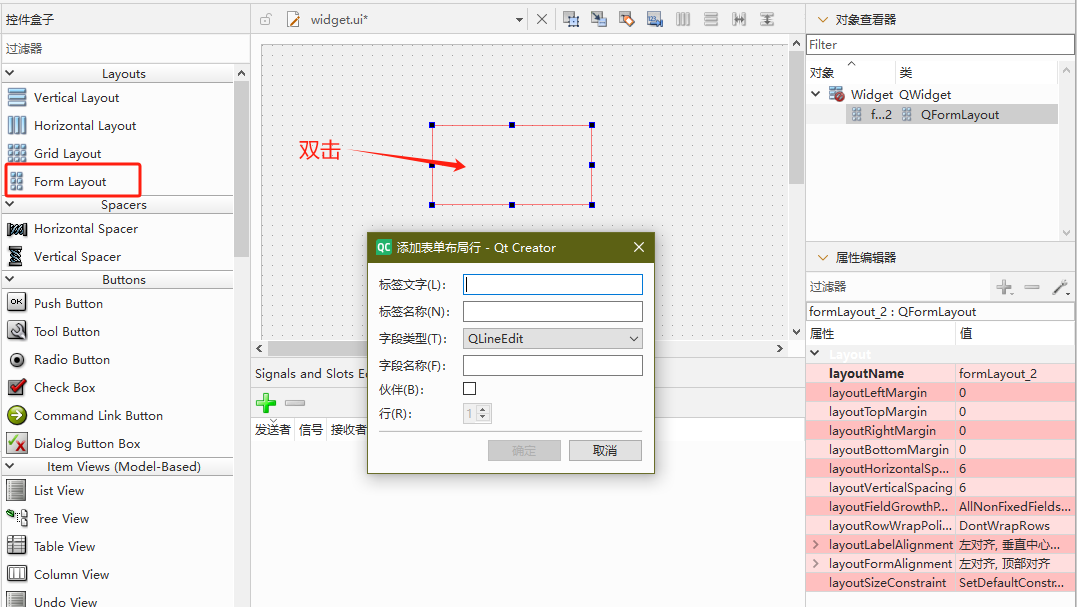 控件盒子
过滤器
Layouts
Vertical Layout
Horizontal Layout
Grid Layout
Form Layout
Spacers
Horizontal Spacer
Vertical Spacer
Buttons
OK
Push Button
Tool Button
Radio Button
Check Box
Command Link Button
Dialog Button Box
Item Views (Model-Based)
List View
Tree View
Table View
Column View
Undo View
widget.ui*
双击
QC 添加表单布局行 - Qt Creator
标签文字(L):
标签名称(N):
字段类型(T): QLineEdit
字段名称(F):
伙伴(B):
行(R): 1
确定 取消
Signals and Slots Ec
发送者 信号 接收者
对象查看器
Filter
对象 类
Widget QWidget
f...2 QFormLayout
属性编辑器
过滤器
formLayout_2 : QFormLayout
属性 值
Layout
layoutName formLayout_2
layoutLeftMargin 0
layoutTopMargin 0
layoutRightMargin 0
layoutBottomMargin 0
layoutHorizontalSp... 6
layoutVerticalSpacing 6
layoutFieldGrowthP... AllNonFixedFields...
layoutRowWrapPoli... DontWrapRows
layoutLabelAlignment 左对齐, 垂直中心...
layoutFormAlignment 左对齐, 顶部对齐
layoutSizeConstraint SetDefaultConstr...